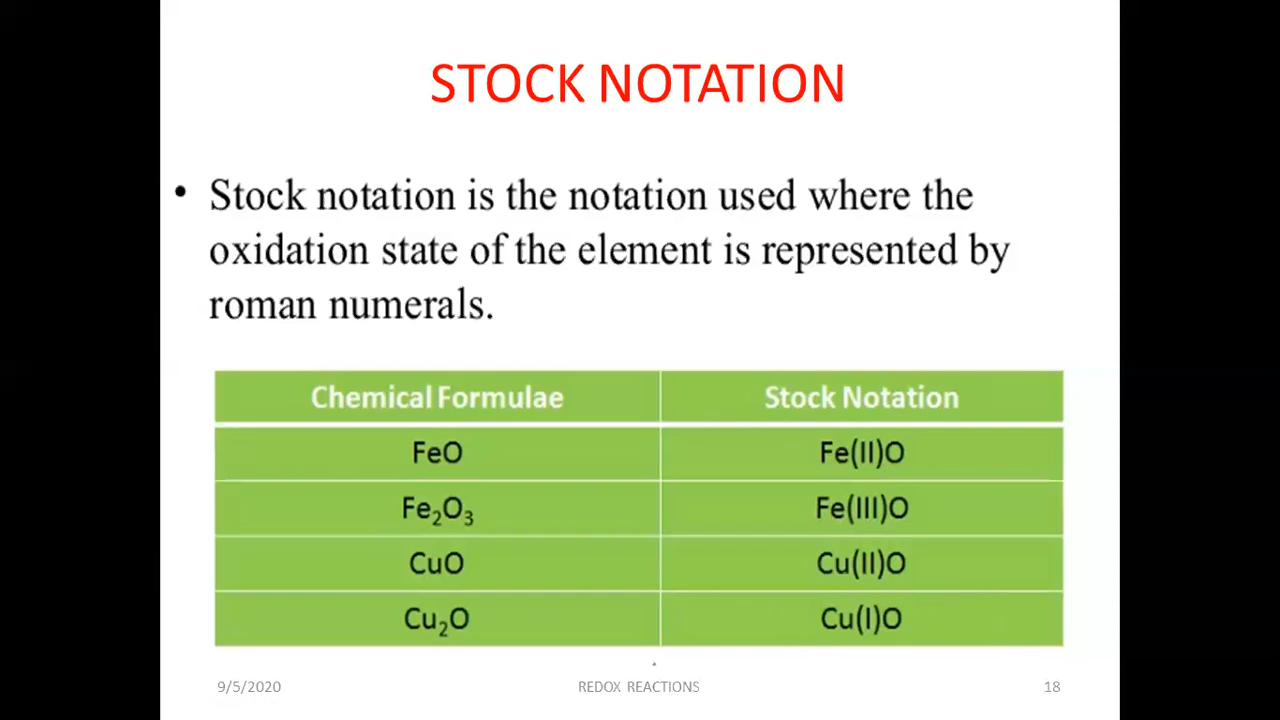 STOCK NOTATION
• Stock notation is the notation used where the
oxidation state of the element is represented by
roman numerals.
Chemical Formulae Stock Notation
FeO Fe(II)O
Fe₂O₃ Fe(III)O
CuO Cu(II)O
Cu₂O Cu(I)O
9/5/2020 REDOX REACTIONS 18